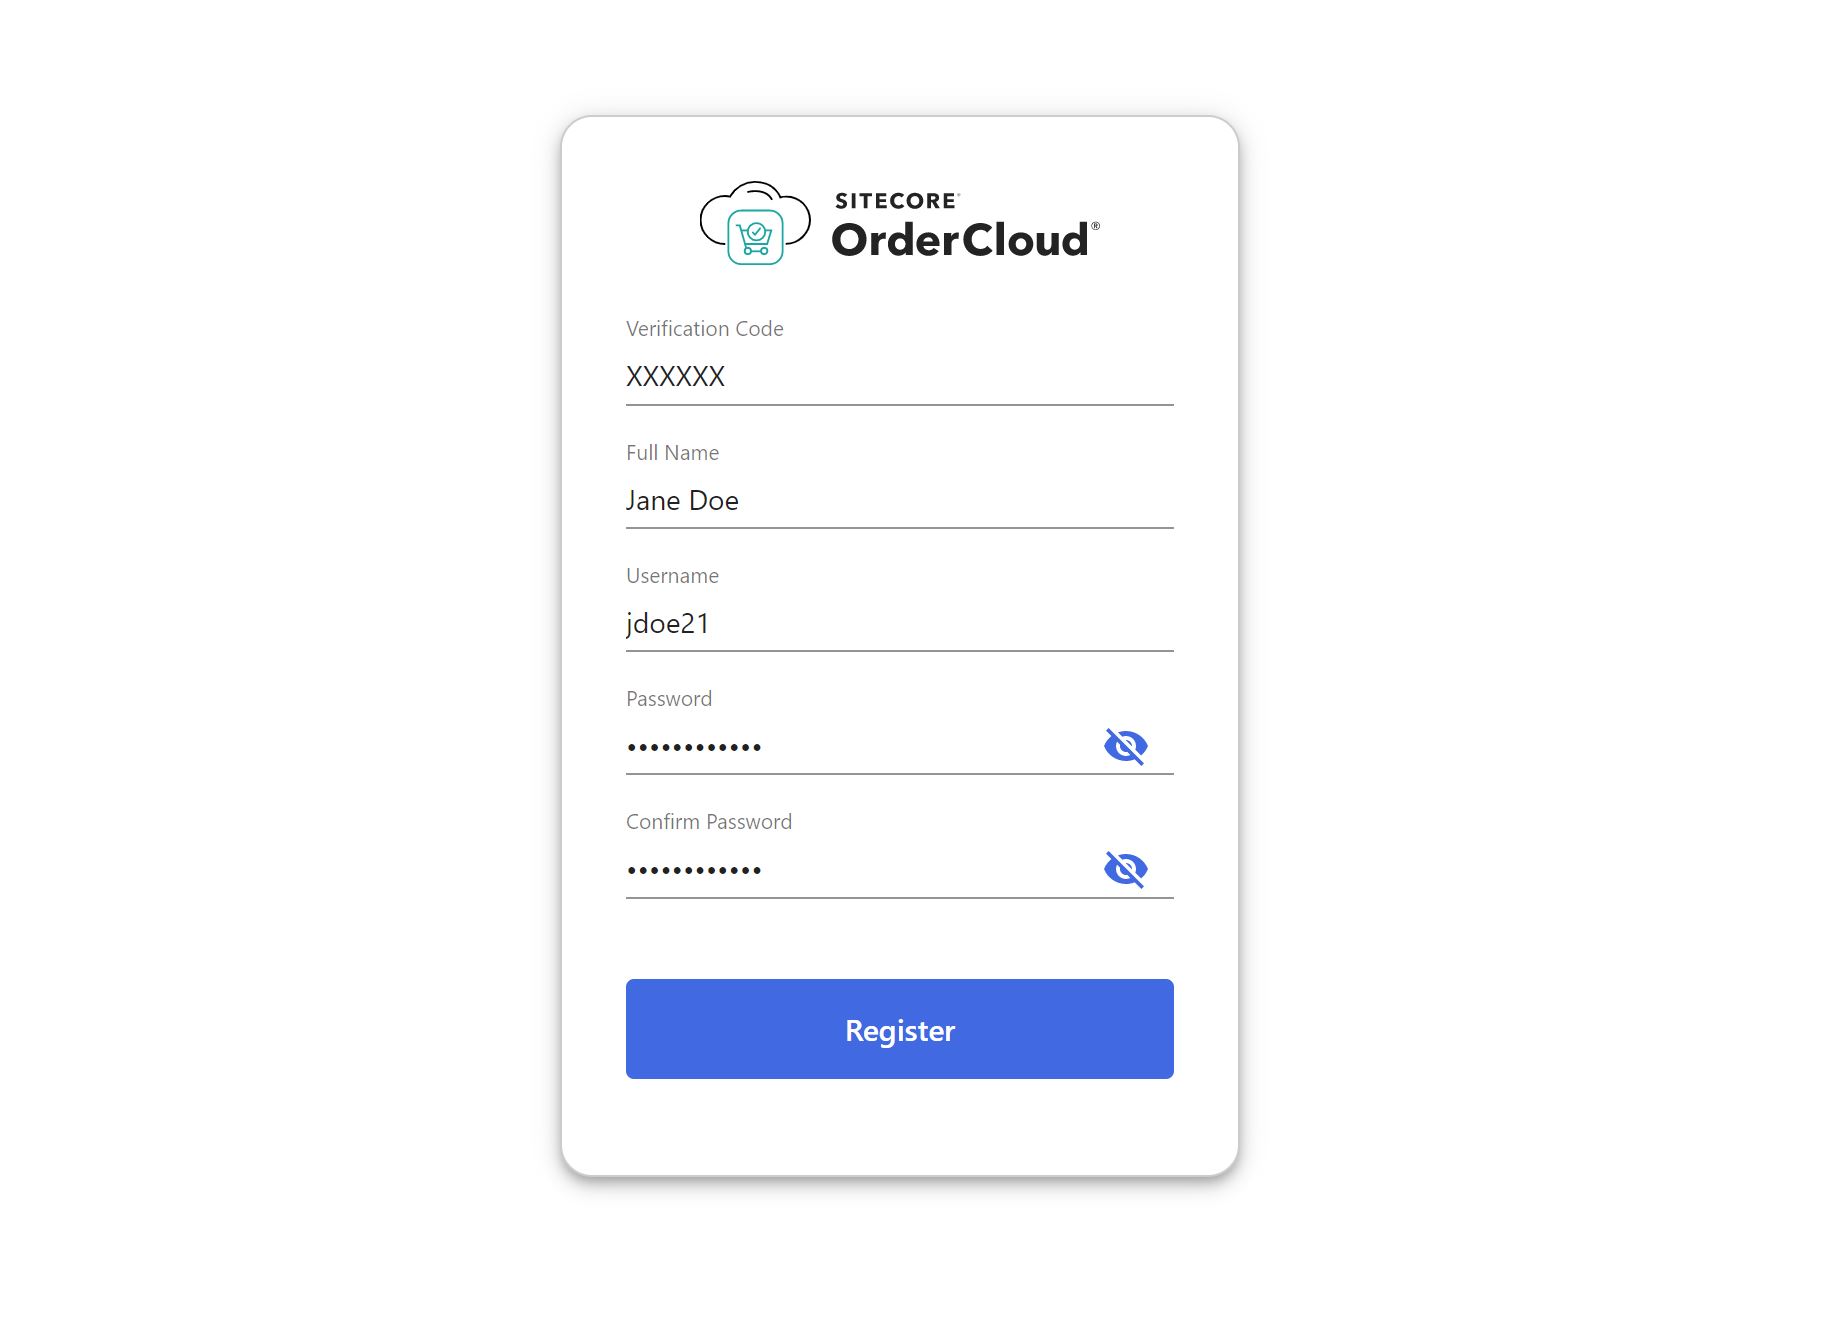 SITECORE®
OrderCloud®
Verification Code
XXXXXX
Full Name
Jane Doe
Username
jdoe21
Password
••••••••••••
Confirm Password
••••••••••••
Register